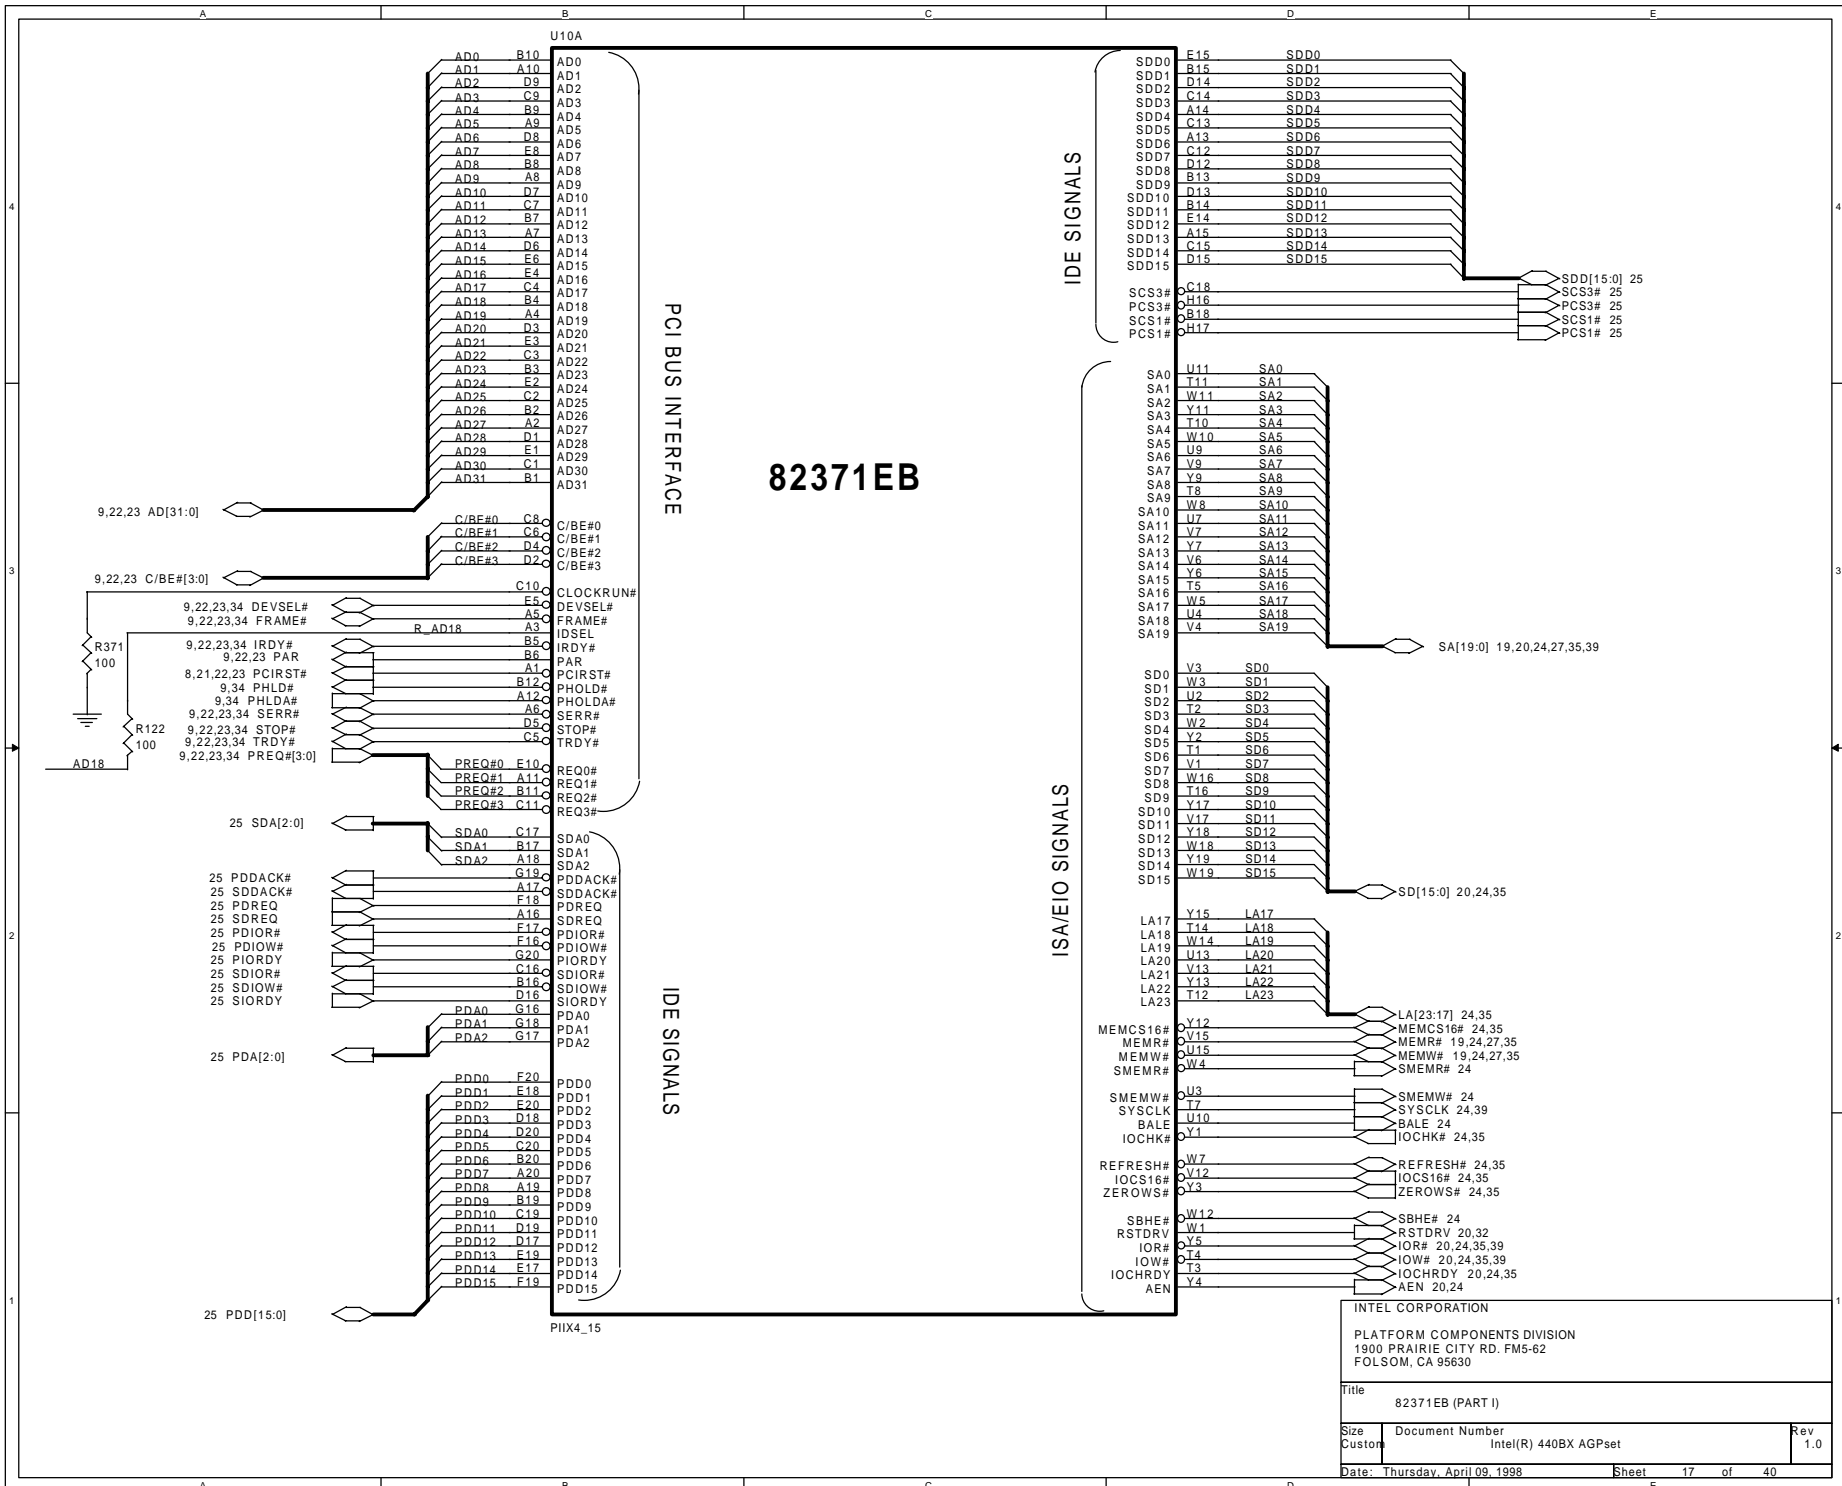 A B C D E
U10A
AD0 B10 AD0
AD1 A10 AD1
AD2 D9 AD2
AD3 C9 AD3
AD4 B9 AD4
AD5 A9 AD5
AD6 D8 AD6
AD7 E8 AD7
AD8 B8 AD8
AD9 A8 AD9
AD10 D7 AD10
AD11 C7 AD11
AD12 B7 AD12
AD13 A7 AD13
AD14 D6 AD14
AD15 E6 AD15
AD16 E4 AD16
AD17 C4 AD17
AD18 B4 AD18
AD19 A4 AD19
AD20 D3 AD20
AD21 E3 AD21
AD22 C3 AD22
AD23 B3 AD23
AD24 E2 AD24
AD25 C2 AD25
AD26 B2 AD26
AD27 A2 AD27
AD28 D1 AD28
AD29 E1 AD29
AD30 C1 AD30
AD31 B1 AD31
9,22,23 AD[31:0]
C/BE#0 C8 C/BE#0
C/BE#1 C6 C/BE#1
C/BE#2 D4 C/BE#2
C/BE#3 D2 C/BE#3
9,22,23 C/BE#[3:0]
C10 CLOCKRUN#
9,22,23,34 DEVSEL# E5 DEVSEL#
9,22,23,34 FRAME# A5 FRAME#
R_AD18 A3 IDSEL
9,22,23,34 IRDY# B5 IRDY#
9,22,23 PAR B6 PAR
8,21,22,23 PCIRST# A1 PCIRST#
9,34 PHLD# B12 PHOLD#
9,34 PHLDA# A12 PHOLDA#
9,22,23,34 SERR# A6 SERR#
9,22,23,34 STOP# D5 STOP#
9,22,23,34 TRDY# C5 TRDY#
9,22,23,34 PREQ#[3:0]
R371
100
R122
100
AD18
PREQ#0 E10 REQ0#
PREQ#1 A11 REQ1#
PREQ#2 B11 REQ2#
PREQ#3 C11 REQ3#
PCI BUS INTERFACE
25 SDA[2:0]
SDA0 C17 SDA0
SDA1 B17 SDA1
SDA2 A18 SDA2
25 PDDACK# G19 PDDACK#
25 SDDACK# A17 SDDACK#
25 PDREQ F18 PDREQ
25 SDREQ A16 SDREQ
25 PDIOR# F17 PDIOR#
25 PDIOW# F16 PDIOW#
25 PIORDY G20 PIORDY
25 SDIOR# C16 SDIOR#
25 SDIOW# B16 SDIOW#
25 SIORDY D16 SIORDY
PDA0 G16 PDA0
PDA1 G18 PDA1
PDA2 G17 PDA2
25 PDA[2:0]
PDD0 F20 PDD0
PDD1 E18 PDD1
PDD2 E20 PDD2
PDD3 D18 PDD3
PDD4 D20 PDD4
PDD5 C20 PDD5
PDD6 B20 PDD6
PDD7 A20 PDD7
PDD8 A19 PDD8
PDD9 B19 PDD9
PDD10 C19 PDD10
PDD11 D19 PDD11
PDD12 D17 PDD12
PDD13 E19 PDD13
PDD14 E17 PDD14
PDD15 F19 PDD15
25 PDD[15:0]
IDE SIGNALS
PIIX4_15
82371EB
IDE SIGNALS
SDD0 E15 SDD0
SDD1 B15 SDD1
SDD2 D14 SDD2
SDD3 C14 SDD3
SDD4 A14 SDD4
SDD5 C13 SDD5
SDD6 A13 SDD6
SDD7 C12 SDD7
SDD8 D12 SDD8
SDD9 B13 SDD9
SDD10 D13 SDD10
SDD11 B14 SDD11
SDD12 E14 SDD12
SDD13 A15 SDD13
SDD14 C15 SDD14
SDD15 D15 SDD15
SDD[15:0] 25
SCS3# C18 SCS3# 25
PCS3# H16 PCS3# 25
SCS1# B18 SCS1# 25
PCS1# H17 PCS1# 25
ISA/EIO SIGNALS
SA0 U11 SA0
SA1 T11 SA1
SA2 W11 SA2
SA3 Y11 SA3
SA4 T10 SA4
SA5 W10 SA5
SA6 U9 SA6
SA7 V9 SA7
SA8 Y9 SA8
SA9 T8 SA9
SA10 W8 SA10
SA11 U7 SA11
SA12 V7 SA12
SA13 Y7 SA13
SA14 V6 SA14
SA15 Y6 SA15
SA16 T5 SA16
SA17 W5 SA17
SA18 U4 SA18
SA19 V4 SA19
SA[19:0] 19,20,24,27,35,39
SD0 V3 SD0
SD1 W3 SD1
SD2 U2 SD2
SD3 T2 SD3
SD4 W2 SD4
SD5 Y2 SD5
SD6 T1 SD6
SD7 V1 SD7
SD8 W16 SD8
SD9 T16 SD9
SD10 Y17 SD10
SD11 V17 SD11
SD12 Y18 SD12
SD13 W18 SD13
SD14 Y19 SD14
SD15 W19 SD15
SD[15:0] 20,24,35
LA17 Y15 LA17
LA18 T14 LA18
LA19 W14 LA19
LA20 U13 LA20
LA21 V13 LA21
LA22 Y13 LA22
LA23 T12 LA23
LA[23:17] 24,35
MEMCS16# Y12 MEMCS16# 24,35
MEMR# V15 MEMR# 19,24,27,35
MEMW# U15 MEMW# 19,24,27,35
SMEMR# W4 SMEMR# 24
SMEMW# U3 SMEMW# 24
SYSCLK T7 SYSCLK 24,39
BALE U10 BALE 24
IOCHK# Y1 IOCHK# 24,35
REFRESH# W7 REFRESH# 24,35
IOCS16# V12 IOCS16# 24,35
ZEROWS# Y3 ZEROWS# 24,35
SBHE# W12 SBHE# 24
RSTDRV W1 RSTDRV 20,32
IOR# Y5 IOR# 20,24,35,39
IOW# T4 IOW# 20,24,35,39
IOCHRDY T3 IOCHRDY 20,24,35
AEN Y4 AEN 20,24
4 4
3 3
2 2
1 1
INTEL CORPORATION
PLATFORM COMPONENTS DIVISION
1900 PRAIRIE CITY RD. FM5-62
FOLSOM, CA 95630
Title
82371EB (PART I)
Size Document Number Rev
Custom Intel(R) 440BX AGPset 1.0
Date: Thursday, April 09, 1998 Sheet 17 of 40
A B C D E